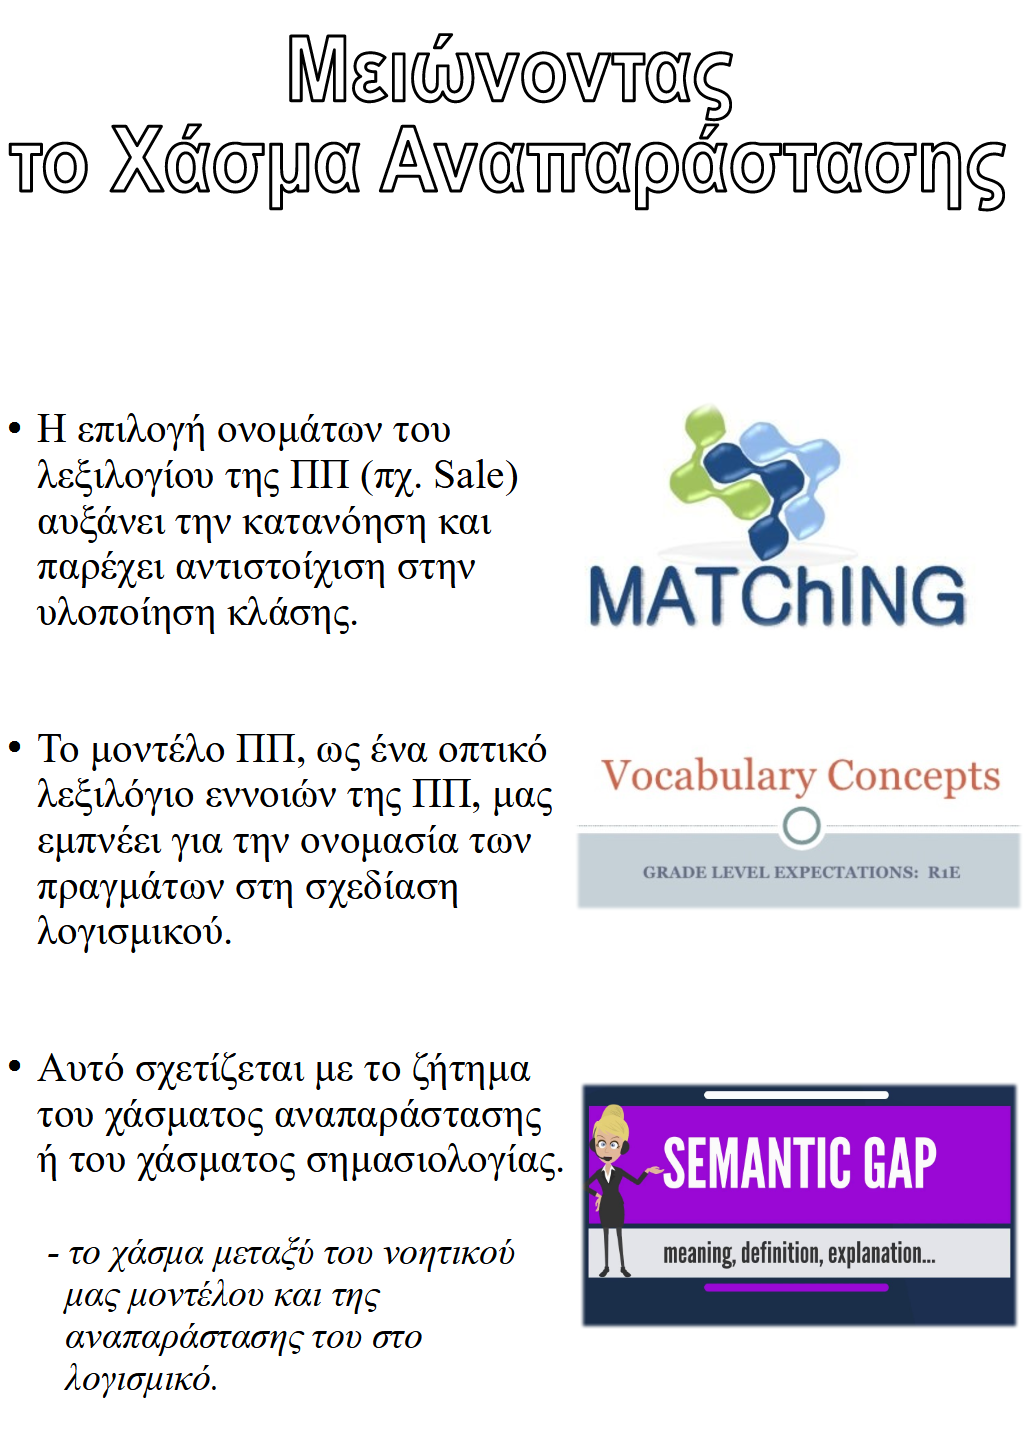 Μειώνοντας
το Χάσμα Αναπαράστασης
• Η επιλογή ονομάτων του
λεξιλογίου της ΠΠ (πχ. Sale)
αυξάνει την κατανόηση και
παρέχει αντιστοίχιση στην
υλοποίηση κλάσης.
MATChING
• Το μοντέλο ΠΠ, ως ένα οπτικό
λεξιλόγιο εννοιών της ΠΠ, μας
εμπνέει για την ονομασία των
πραγμάτων στη σχεδίαση
λογισμικού.
Vocabulary Concepts
GRADE LEVEL EXPECTATIONS: R1E
• Αυτό σχετίζεται με το ζήτημα
του χάσματος αναπαράστασης
ή του χάσματος σημασιολογίας.
- το χάσμα μεταξύ του νοητικού
μας μοντέλου και της
αναπαράστασης του στο
λογισμικό.
SEMANTIC GAP
meaning, definition, explanation...